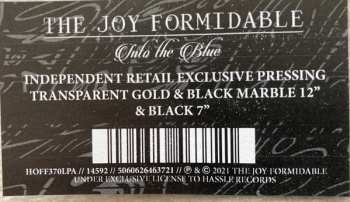 THE JOY FORMIDABLE
Into the Blue
INDEPENDENT RETAIL EXCLUSIVE PRESSING
TRANSPARENT GOLD & BLACK MARBLE 12”
& BLACK 7”
HOFF370LPA // 14592 // 5060626463721 // ℗ & © 2021 THE JOY FORMIDABLE
UNDER EXCLUSIVE LICENSE TO HASSLE RECORDS